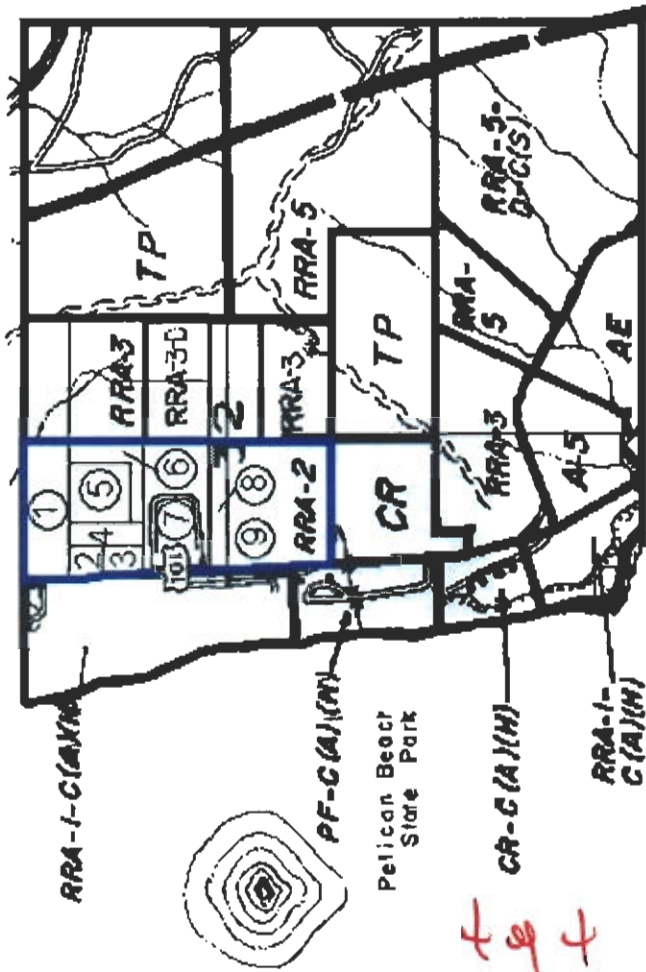 RRA-1-C(A)(H)
PF-C(A)(H)
Pelican Beach
State Park
CR-C(A)(H)
RRA-1-
C(A)(H)
1
2
3
4
5
6
7
101
8
9
RRA-2
CR
TP
RRA-3
RRA-3-D
32
RRA-3
TP
RRA-5
RRA-
5
RRA-5-
D-C(S)
RRA-3
A-5
AE
4 of 4